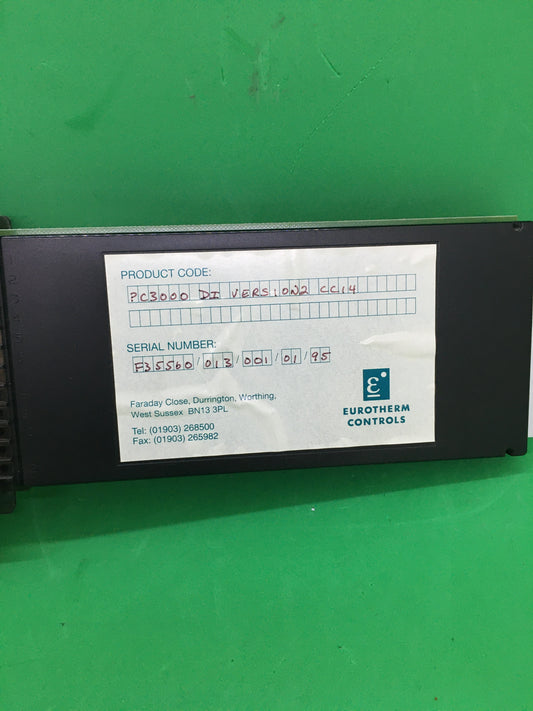 PRODUCT CODE:
PC3000 DI VERSION2 CC14
SERIAL NUMBER:
F35560/013/001/01/95
Faraday Close, Durrington, Worthing,
West Sussex BN13 3PL
Tel: (01903) 268500
Fax: (01903) 265982
EUROTHERM
CONTROLS